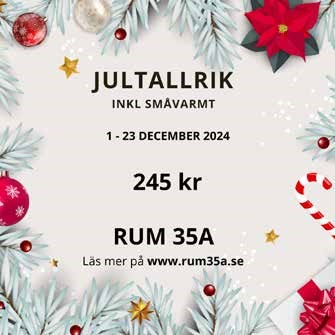 JULTALLRIK
INKL SMÅVARMT
1 - 23 DECEMBER 2024
245 kr
RUM 35A
Läs mer på www.rum35a.se